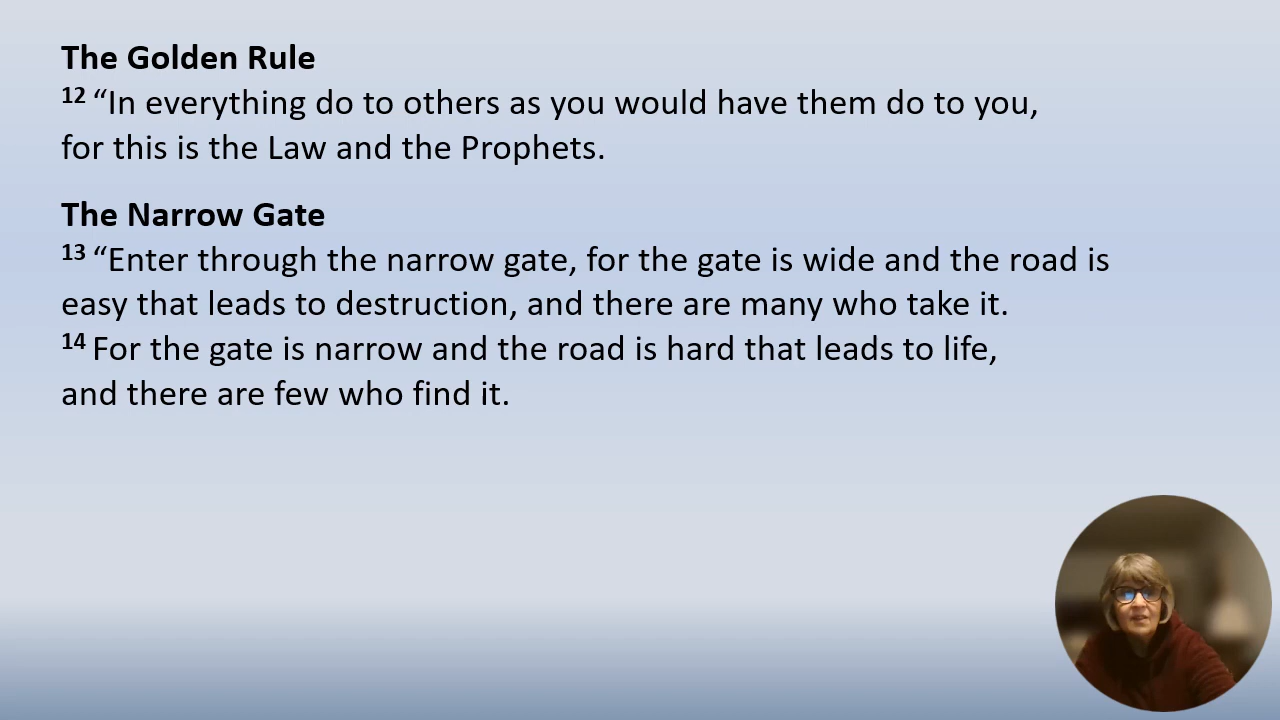 The Golden Rule
12 “In everything do to others as you would have them do to you,
for this is the Law and the Prophets.
The Narrow Gate
13 “Enter through the narrow gate, for the gate is wide and the road is
easy that leads to destruction, and there are many who take it.
14 For the gate is narrow and the road is hard that leads to life,
and there are few who find it.